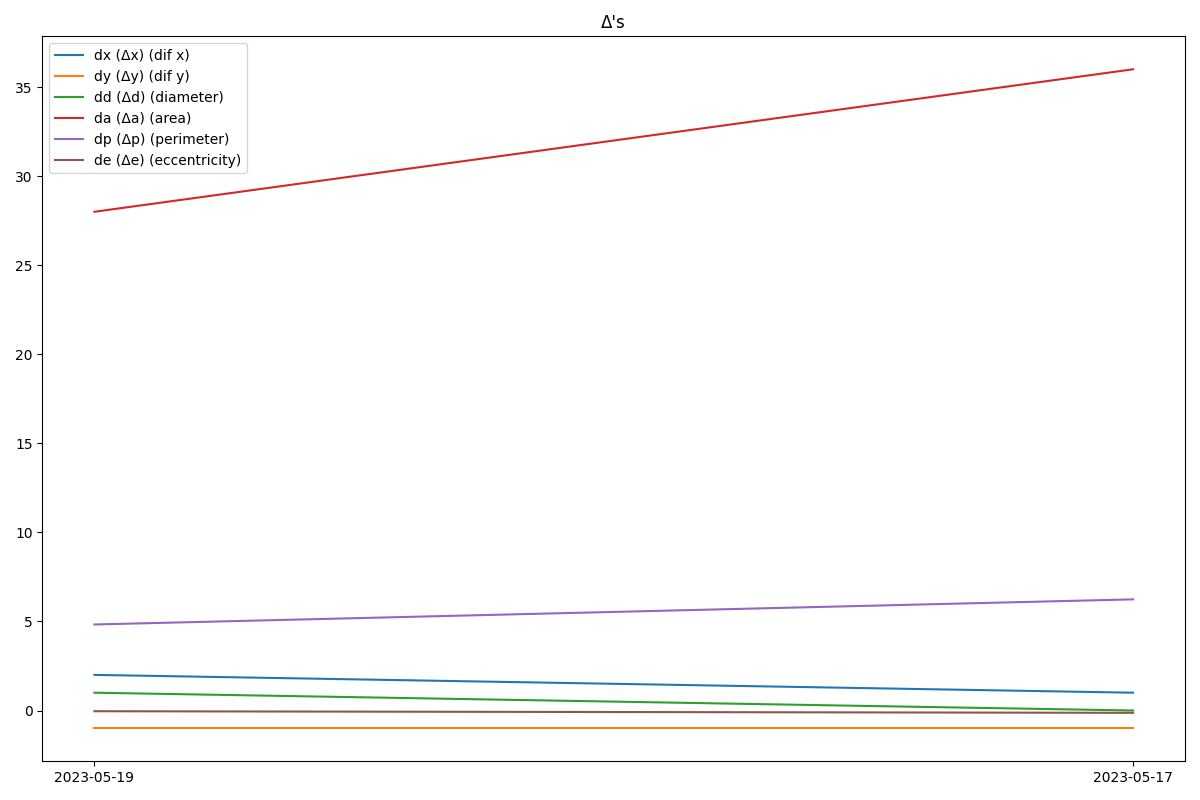 Δ's
dx (Δx) (dif x)
dy (Δy) (dif y)
dd (Δd) (diameter)
da (Δa) (area)
dp (Δp) (perimeter)
de (Δe) (eccentricity)
35
30
25
20
15
10
5
0
2023-05-19
2023-05-17